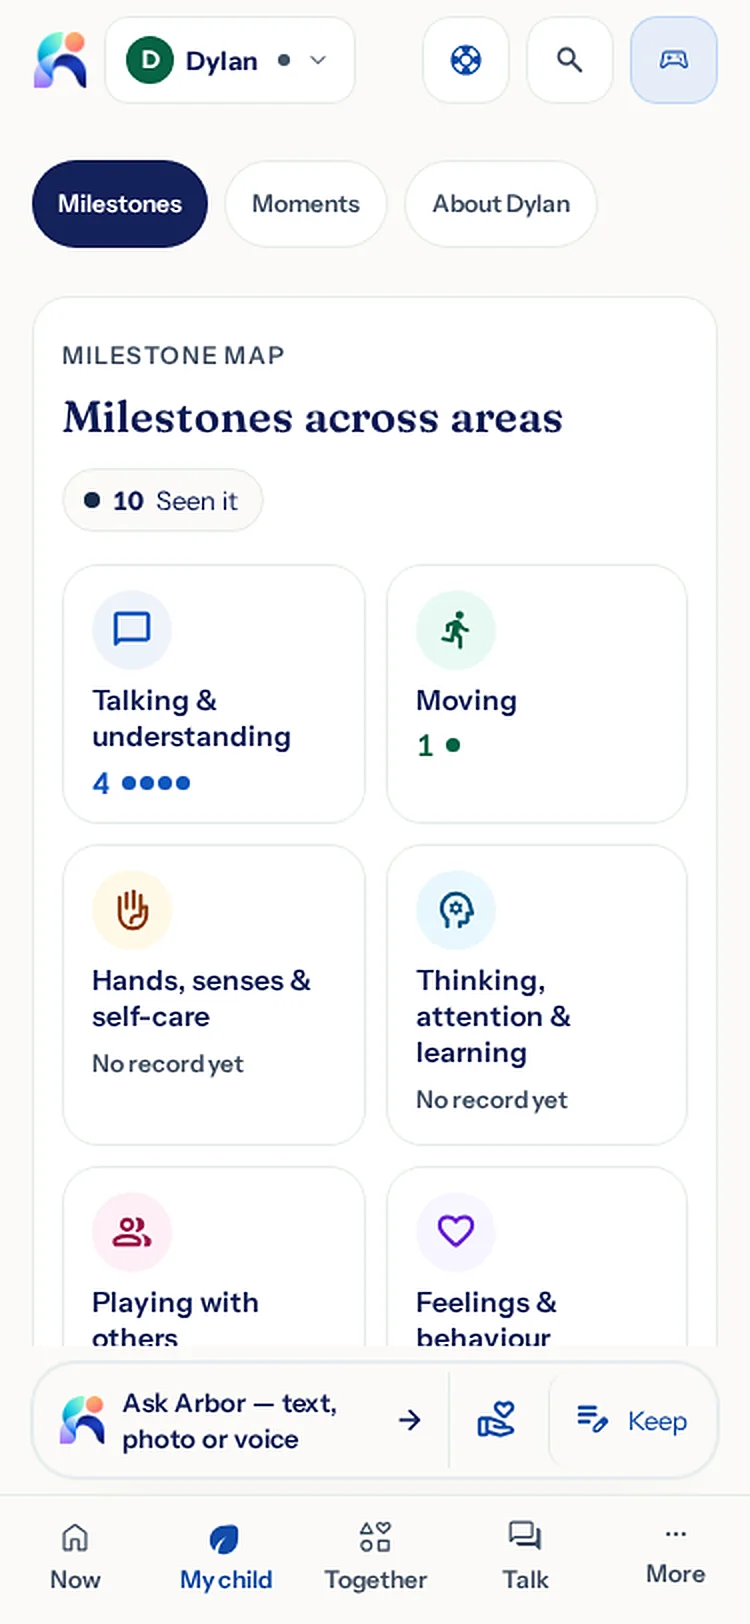 D Dylan
Milestones Moments About Dylan
MILESTONE MAP
Milestones across areas
10 Seen it
Talking &
understanding
4
Moving
1
Hands, senses &
self-care
No record yet
Thinking,
attention &
learning
No record yet
Playing with
others
Feelings &
behaviour
Ask Arbor — text,
photo or voice
Keep
Now My child Together Talk More